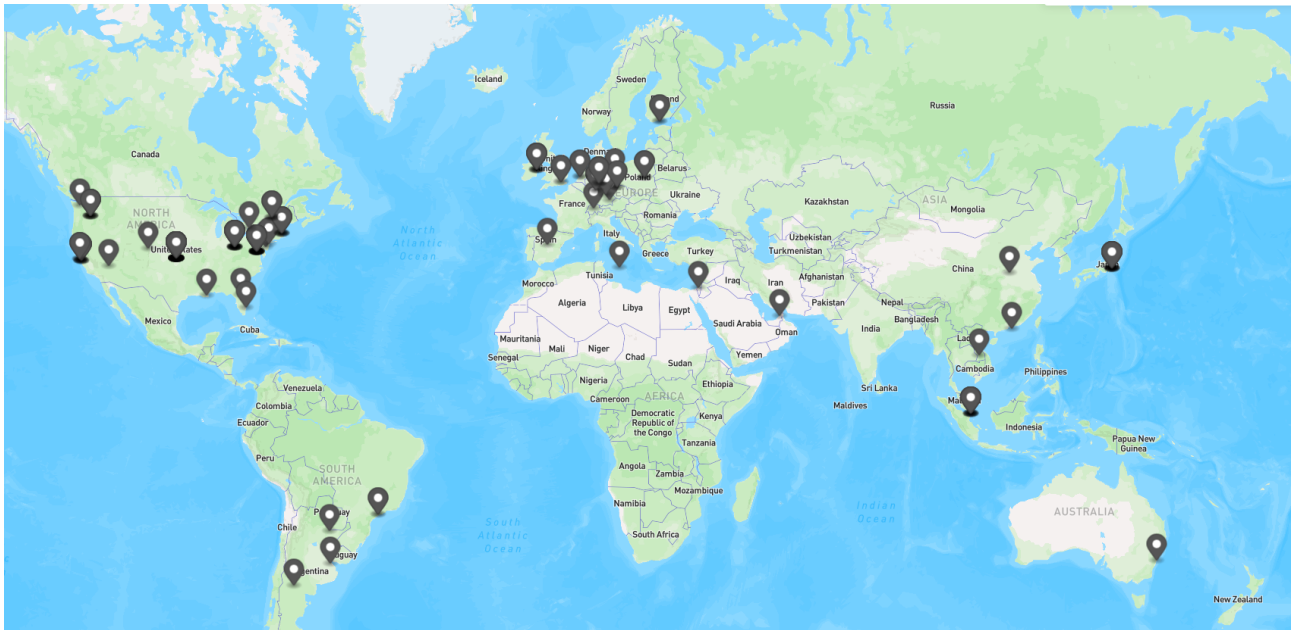 Iceland
Sweden
Norway
Russia
Canada
Belarus
EUROPE
Ukraine
France
Romania
Kazakhstan
ASIA
Mongolia
NORTH
AMERICA
North
Atlantic
Ocean
Italy
Greece
Turkey
Uzbekistan
Turkmenistan
China
Tunisia
Iraq
Iran
Afghanistan
Morocco
Pakistan
Algeria
Libya
Egypt
Nepal
Bangladesh
Mexico
Cuba
Saudi Arabia
Oman
India
Mauritania
Mali
Niger
Chad
Sudan
Yemen
Senegal
Cambodia
Philippines
Nigeria
Ethiopia
Sri Lanka
Venezuela
Cameroon
AFRICA
Maldives
Colombia
Democratic
Republic of
the Congo
Kenya
Ecuador
Indonesia
Papua New
Guinea
Tanzania
Peru
Angola
Zambia
SOUTH
AMERICA
Mozambique
Namibia
Indian
Ocean
AUSTRALIA
Chile
South
Atlantic
Ocean
South Africa
New Zealand